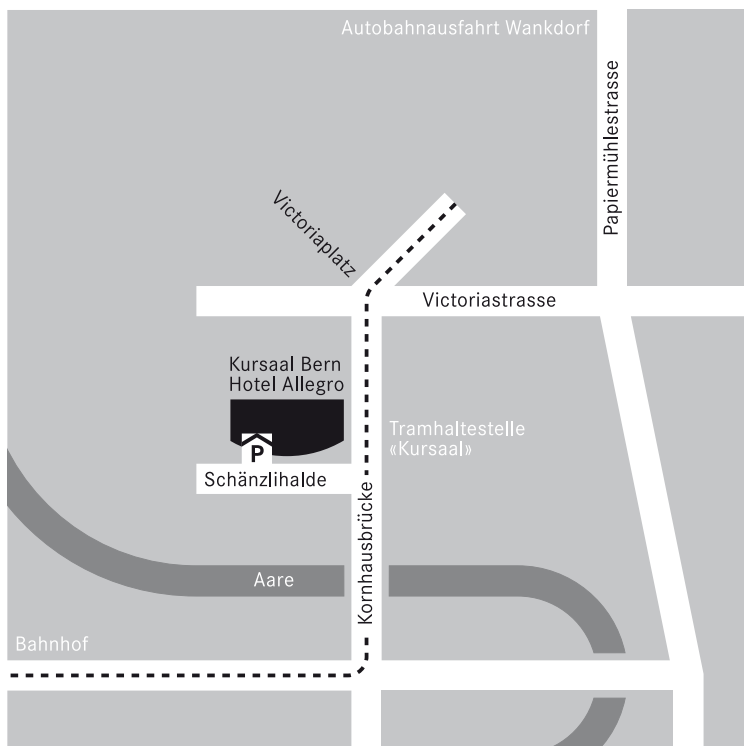 Autobahnausfahrt Wankdorf
Papiermühlestrasse
Victoriaplatz
Victoriastrasse
Kursaal Bern
Hotel Allegro
Tramhaltestelle
«Kursaal»
P
Schänzlihalde
Kornhausbrücke
Aare
Bahnhof